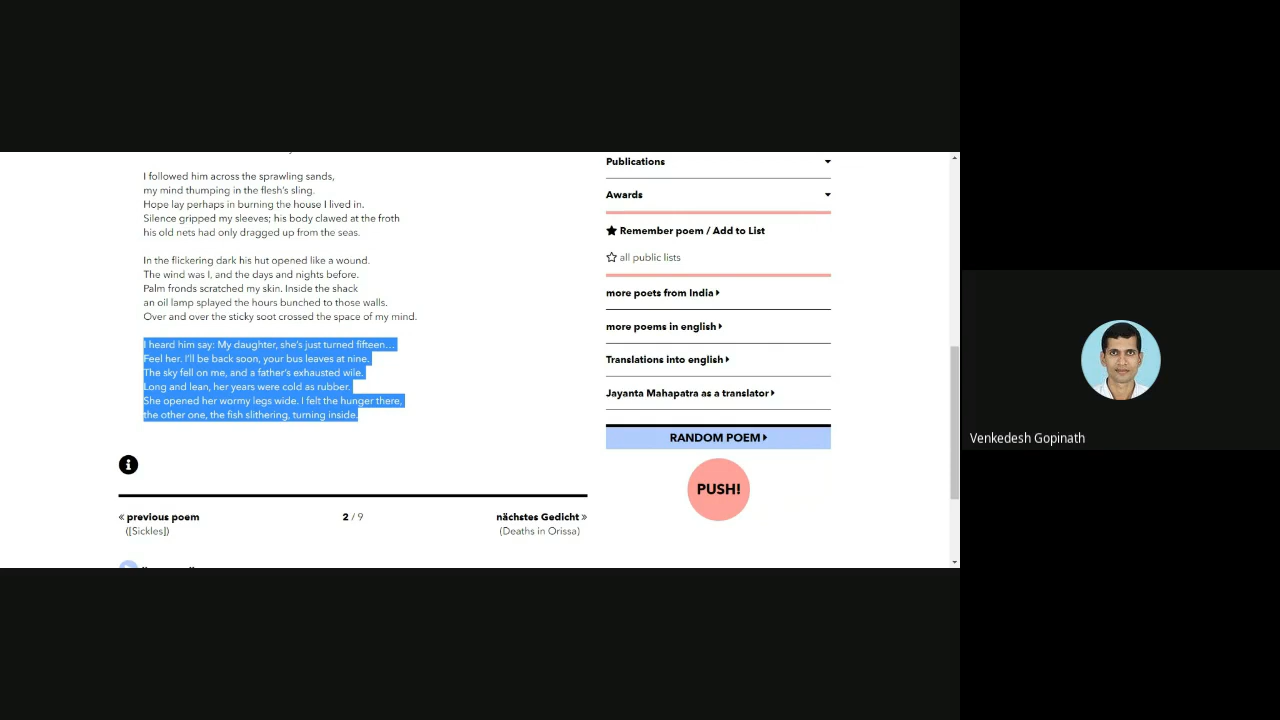 I followed him across the sprawling sands,
my mind thumping in the flesh's sling.
Hope lay perhaps in burning the house I lived in.
Silence gripped my sleeves; his body clawed at the froth
his old nets had only dragged up from the seas.
In the flickering dark his hut opened like a wound.
The wind was I, and the days and nights before.
Palm fronds scratched my skin. Inside the shack
an oil lamp splayed the hours bunched to those walls.
Over and over the sticky soot crossed the space of my mind.
I heard him say: My daughter, she's just turned fifteen…
Feel her. I'll be back soon, your bus leaves at nine.
The sky fell on me, and a father's exhausted wile.
Long and lean, her years were cold as rubber.
She opened her wormy legs wide. I felt the hunger there,
the other one, the fish slithering, turning inside.
« previous poem
([Sickles])
2 / 9
nächstes Gedicht »
(Deaths in Orissa)
Publications
Awards
Remember poem / Add to List
all public lists
more poets from India
more poems in english
Translations into english
Jayanta Mahapatra as a translator
RANDOM POEM
PUSH!
Venkedesh Gopinath